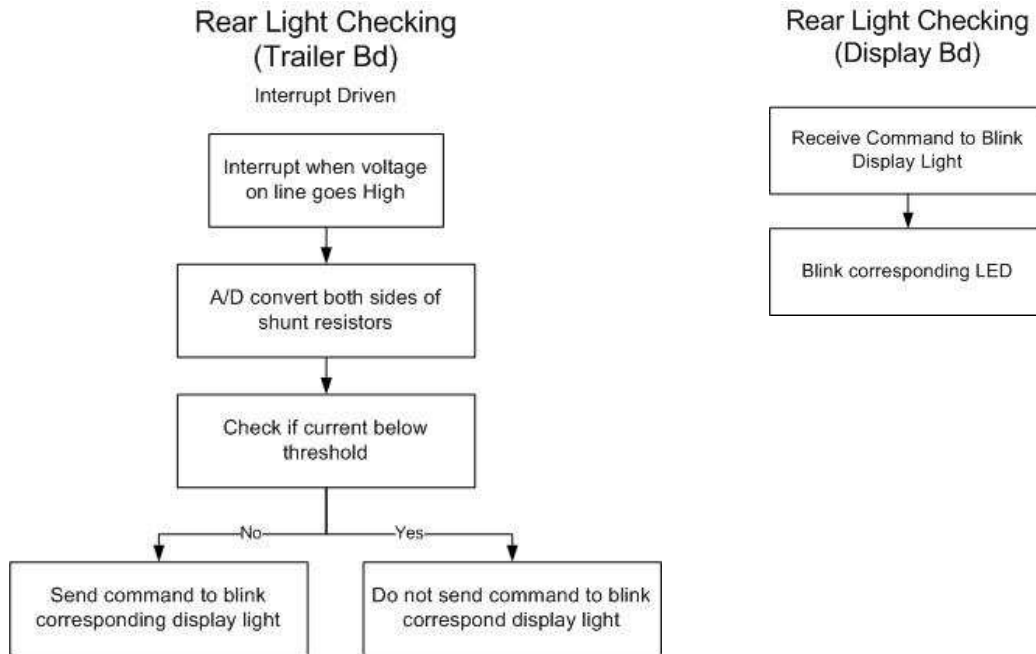 Rear Light Checking
(Trailer Bd)
Interrupt Driven
Interrupt when voltage
on line goes High
A/D convert both sides of
shunt resistors
Check if current below
threshold
No
Yes
Send command to blink
corresponding display light
Do not send command to blink
correspond display light
Rear Light Checking
(Display Bd)
Receive Command to Blink
Display Light
Blink corresponding LED